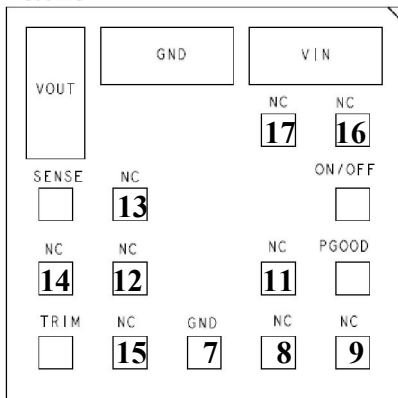 GND VIN
VOUT
NC NC
17 16
SENSE NC ON/OFF
13
NC NC NC PGOOD
14 12 11
TRIM NC GND NC NC
15 7 8 9